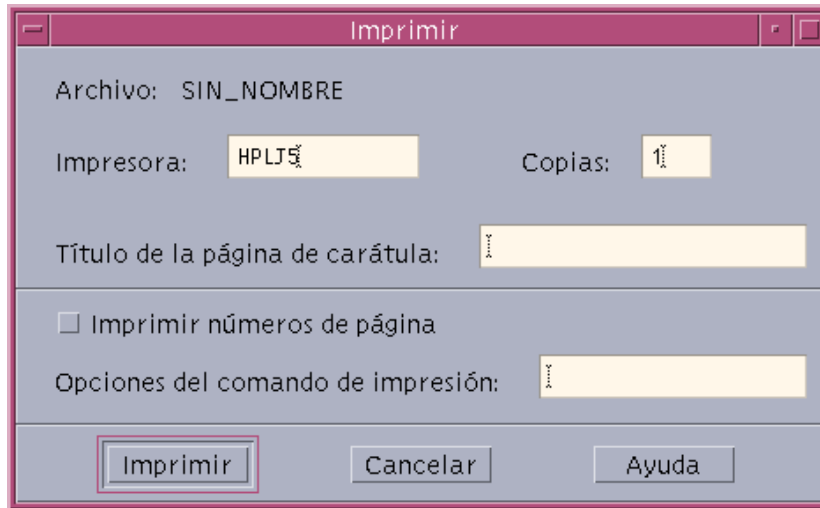 Imprimir
Archivo: SIN_NOMBRE
Impresora: HPLJ5 Copias: 1
Título de la página de carátula:
Imprimir números de página
Opciones del comando de impresión:
Imprimir Cancelar Ayuda